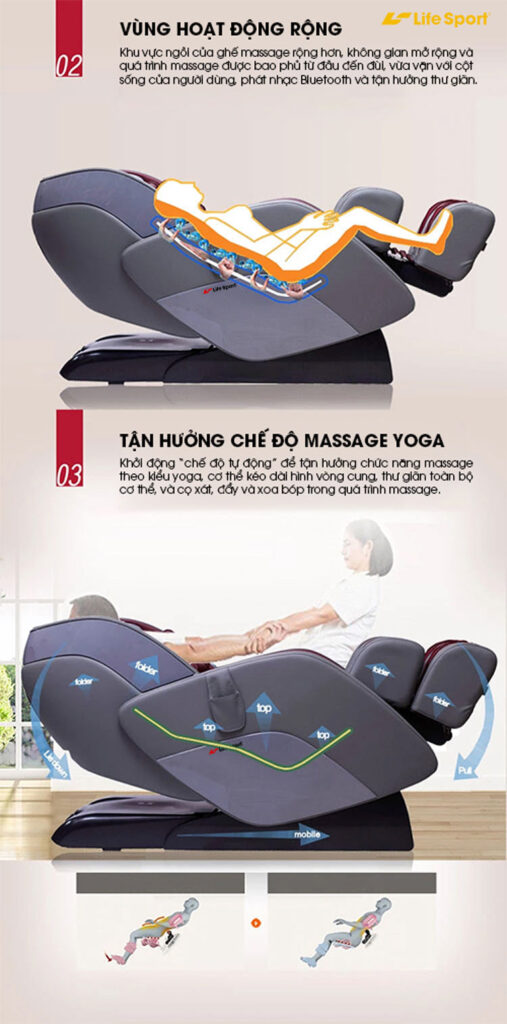 Life Sport
02
VÙNG HOẠT ĐỘNG RỘNG
Khu vực ngồi của ghế massage rộng hơn, không gian mở rộng và
quá trình massage được bao phủ từ đầu đến đùi, vừa vặn với cột
sống của người dùng, phát nhạc Bluetooth và tận hưởng thư giãn.
Life Sport
03
TẬN HƯỞNG CHẾ ĐỘ MASSAGE YOGA
Khởi động "chế độ tự động" để tận hưởng chức năng massage
theo kiểu yoga, cơ thể kéo dài hình vòng cung, thư giãn toàn bộ
cơ thể, và cọ xát, đẩy và xoa bóp trong quá trình massage.
folder
folder
folder
folder
top
top
top
Lie down
Pull
mobile